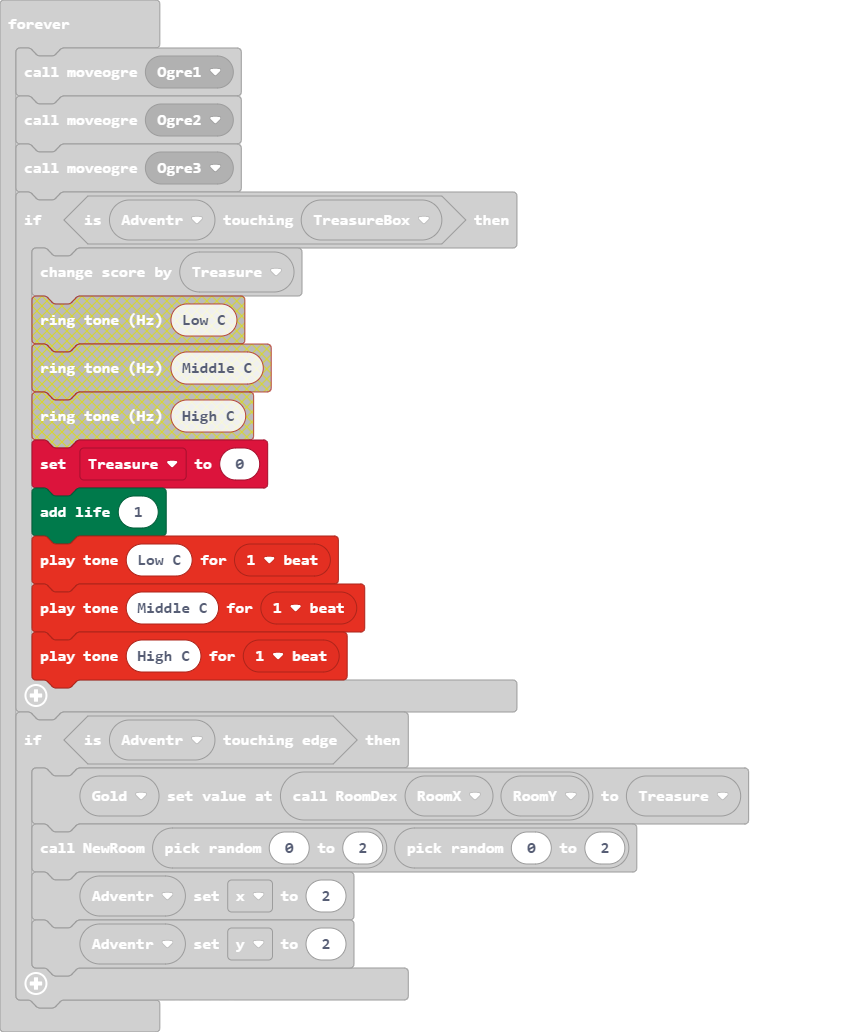 forever
call moveogre Ogre1
call moveogre Ogre2
call moveogre Ogre3
if is Adventr touching TreasureBox then
change score by Treasure
ring tone (Hz) Low C
ring tone (Hz) Middle C
ring tone (Hz) High C
set Treasure to 0
add life 1
play tone Low C for 1 beat
play tone Middle C for 1 beat
play tone High C for 1 beat
if is Adventr touching edge then
Gold set value at call RoomDex RoomX RoomY to Treasure
call NewRoom pick random 0 to 2 pick random 0 to 2
Adventr set x to 2
Adventr set y to 2